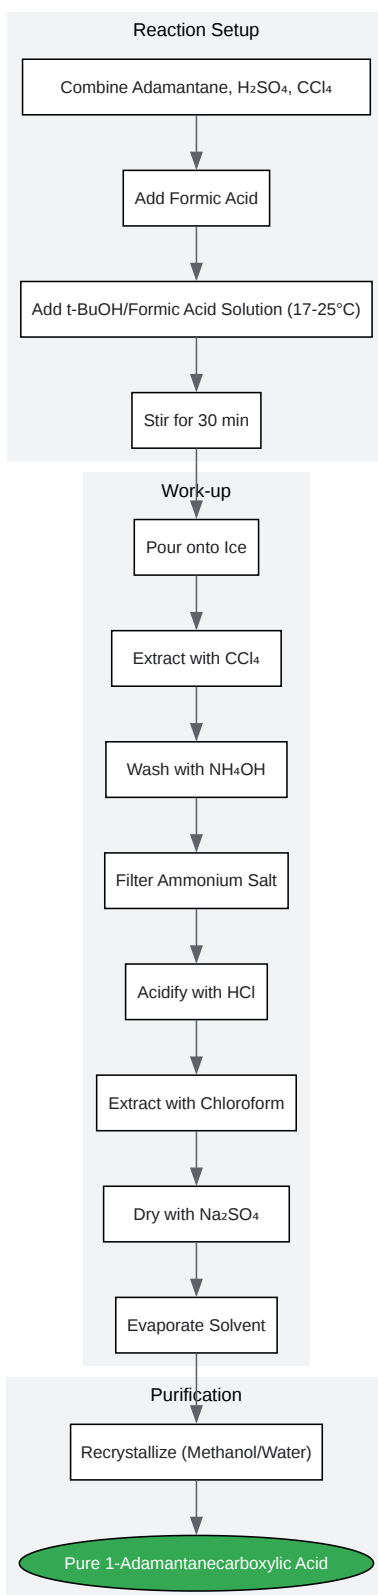 Reaction Setup
Combine Adamantane, H₂SO₄, CCl₄
Add Formic Acid
Add t-BuOH/Formic Acid Solution (17-25°C)
Stir for 30 min
Work-up
Pour onto Ice
Extract with CCl₄
Wash with NH₄OH
Filter Ammonium Salt
Acidify with HCl
Extract with Chloroform
Dry with Na₂SO₄
Evaporate Solvent
Purification
Recrystallize (Methanol/Water)
Pure 1-Adamantanecarboxylic Acid